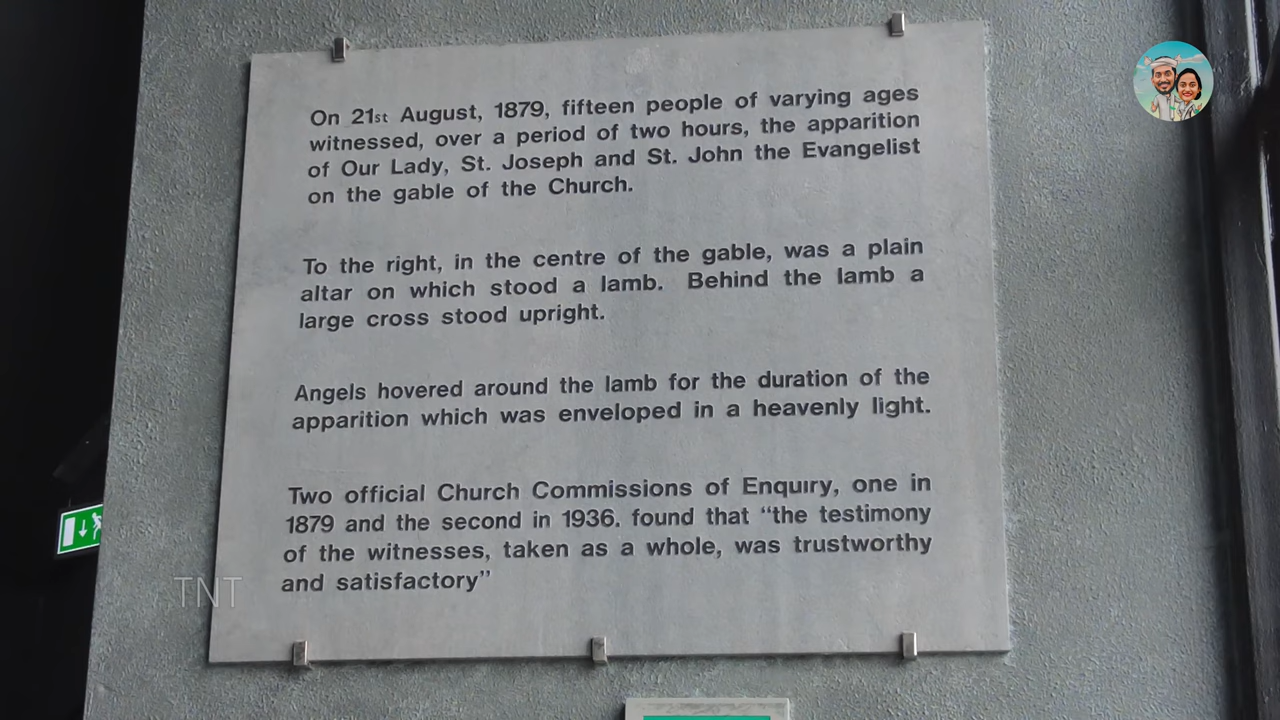 On 21st August, 1879, fifteen people of varying ages
witnessed, over a period of two hours, the apparition
of Our Lady, St. Joseph and St. John the Evangelist
on the gable of the Church.
To the right, in the centre of the gable, was a plain
altar on which stood a lamb. Behind the lamb a
large cross stood upright.
Angels hovered around the lamb for the duration of the
apparition which was enveloped in a heavenly light.
Two official Church Commissions of Enquıry, one in
1879 and the second in 1936. found that “the testimony
of the witnesses, taken as a whole, was trustworthy
and satisfactory”
TNT